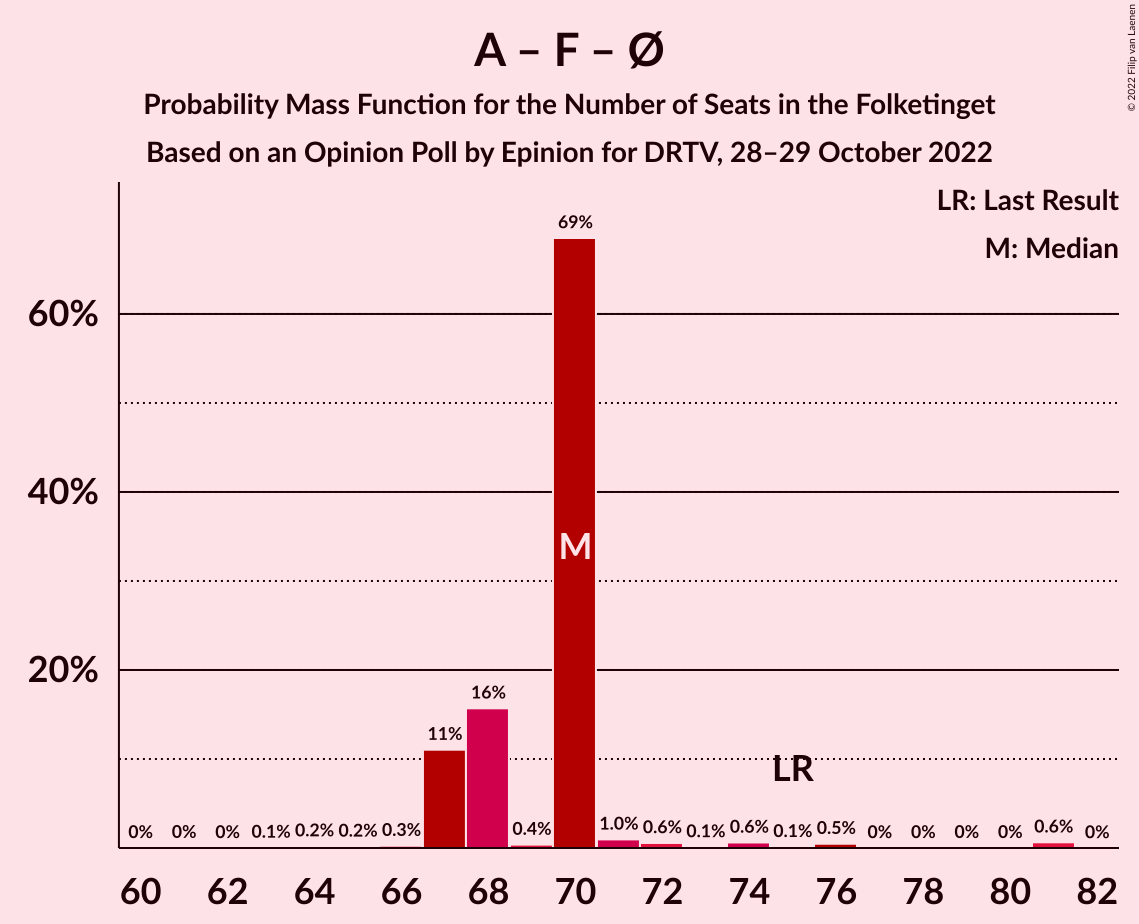 A – F – Ø
Probability Mass Function for the Number of Seats in the Folketinget
Based on an Opinion Poll by Epinion for DRTV, 28–29 October 2022
© 2022 Filip van Laenen
LR: Last Result
M: Median
60%
40%
20%
0% 0% 0% 0.1% 0.2% 0.2% 0.3% 11% 16% 0.4% 69% 1.0% 0.6% 0.1% 0.6% 0.1% 0.5% 0% 0% 0% 0% 0.6% 0%
M
LR
60 62 64 66 68 70 72 74 76 78 80 82